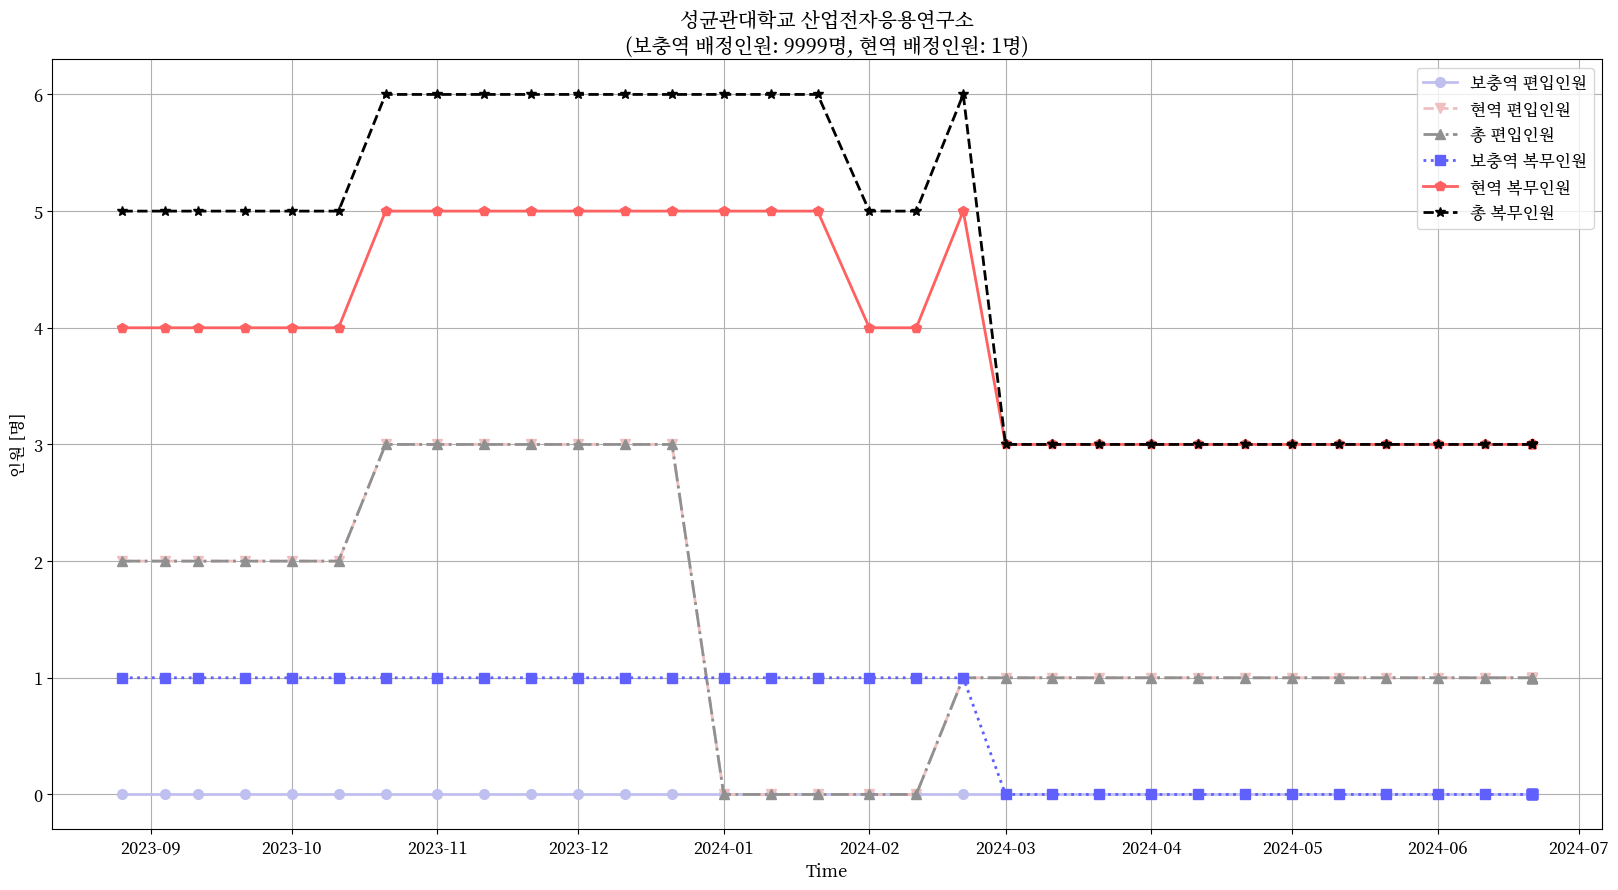 성균관대학교 산업전자응용연구소
(보충역 배정인원: 9999명, 현역 배정인원: 1명)
보충역 편입인원
현역 편입인원
총 편입인원
보충역 복무인원
현역 복무인원
총 복무인원
인원 [명]
6
5
4
3
2
1
0
2023-09
2023-10
2023-11
2023-12
2024-01
2024-02
2024-03
2024-04
2024-05
2024-06
2024-07
Time